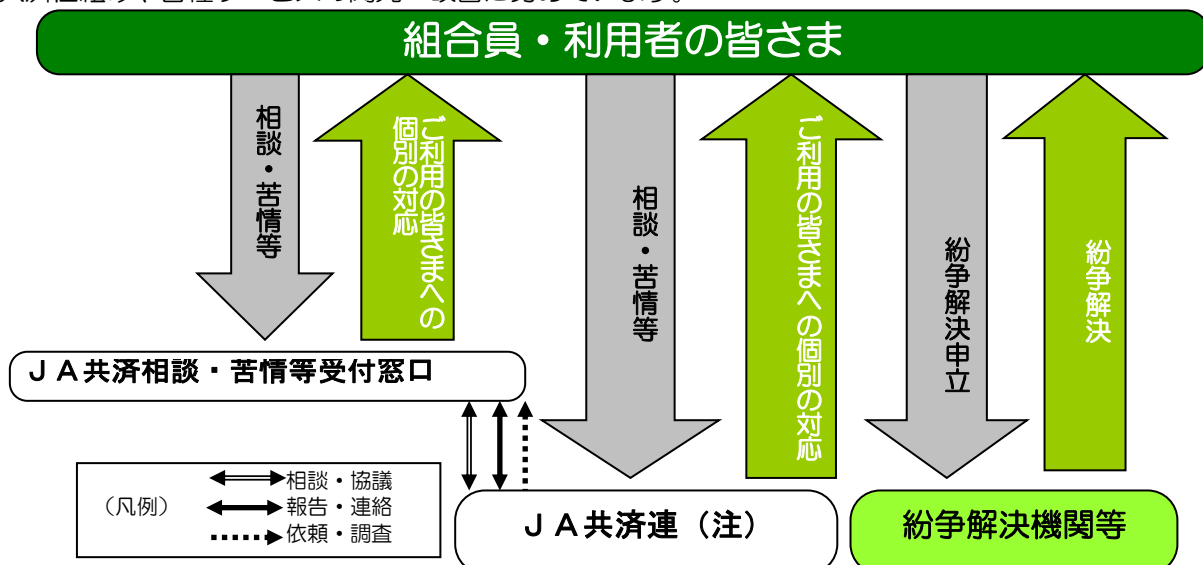 組合員・利用者の皆さま
相談・苦情等
ご利用の皆さまへの
個別の対応
相談・苦情等
ご利用の皆さまへ の個別の対応
紛争解決申立
紛争解決
ＪＡ共済相談・苦情等受付窓口
（凡例）
相談・協議
報告・連絡
依頼・調査
ＪＡ共済連（注）
紛争解決機関等